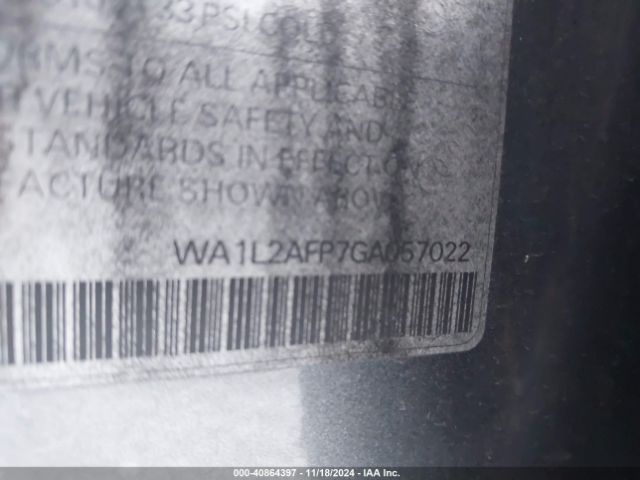 33 PSI COLD
TO ALL APPLICABLE
VEHICLE SAFETY AND
STANDARDS IN EFFECT ON
ACTURE SHOWN ABOVE
WA1L2AFP7GA057022
000-40864397 - 11/18/2024 - IAA Inc.